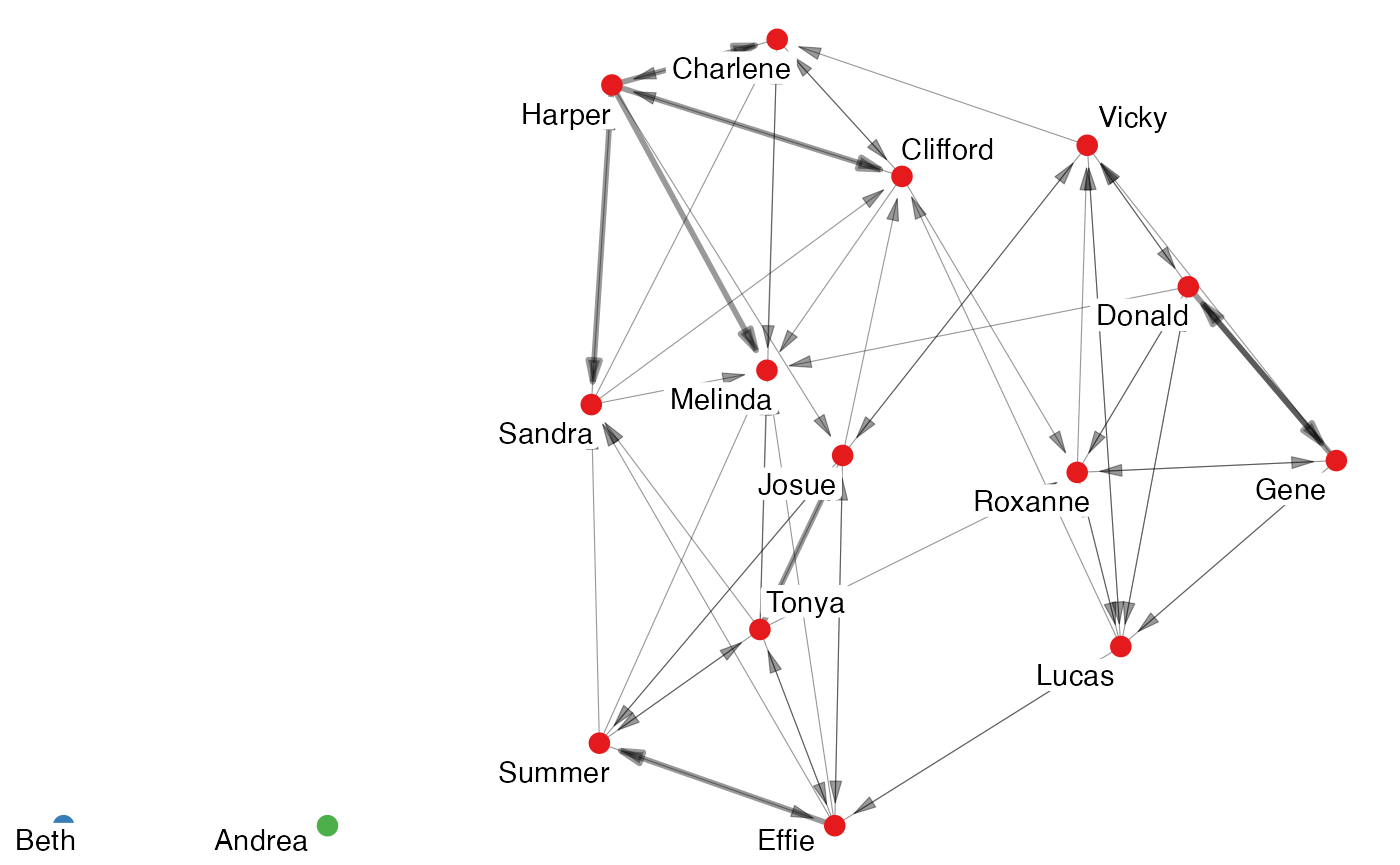 Charlene
Harper
Vicky
Clifford
Donald
Melinda
Sandra
Josue
Roxanne
Gene
Tonya
Lucas
Summer
Beth
Andrea
Effie